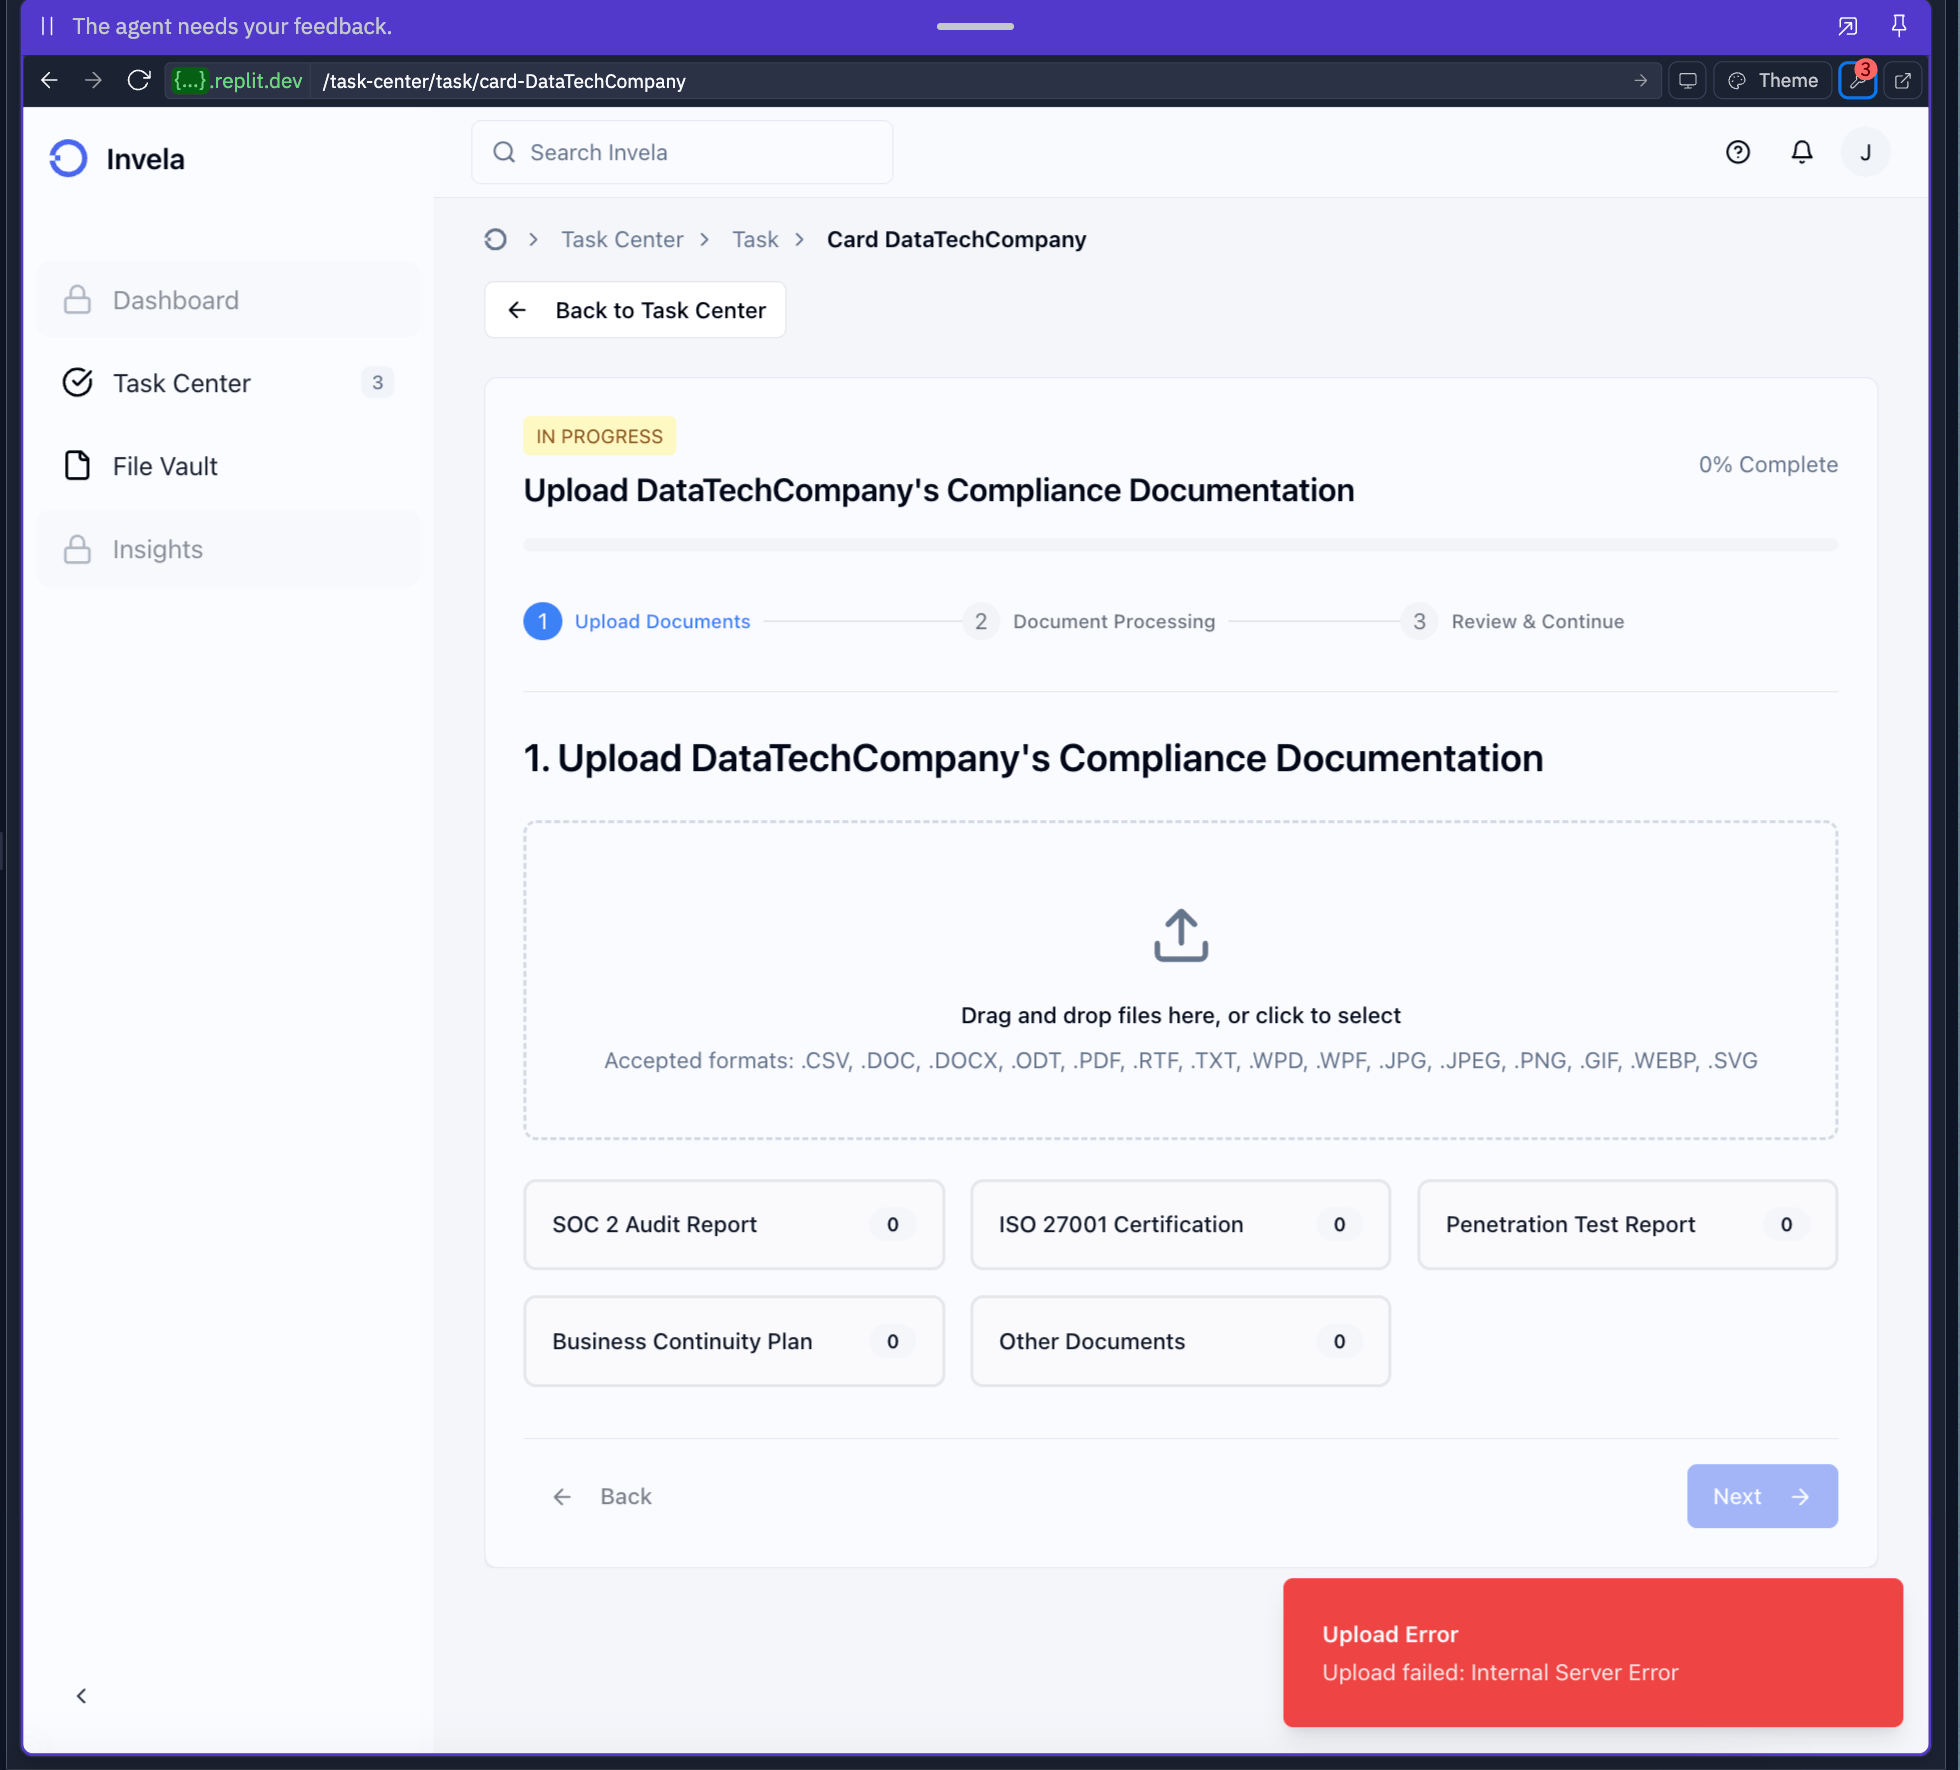 The agent needs your feedback.
{...}.replit.dev /task-center/task/card-DataTechCompany
Theme
3
Invela
Search Invela
J
Dashboard
Task Center 3
File Vault
Insights
Task Center > Task > Card DataTechCompany
Back to Task Center
IN PROGRESS
0% Complete
Upload DataTechCompany's Compliance Documentation
1 Upload Documents
2 Document Processing
3 Review & Continue
1. Upload DataTechCompany's Compliance Documentation
Drag and drop files here, or click to select
Accepted formats: .CSV, .DOC, .DOCX, .ODT, .PDF, .RTF, .TXT, .WPD, .WPF, .JPG, .JPEG, .PNG, .GIF, .WEBP, .SVG
SOC 2 Audit Report 0
ISO 27001 Certification 0
Penetration Test Report 0
Business Continuity Plan 0
Other Documents 0
Back
Next
Upload Error
Upload failed: Internal Server Error